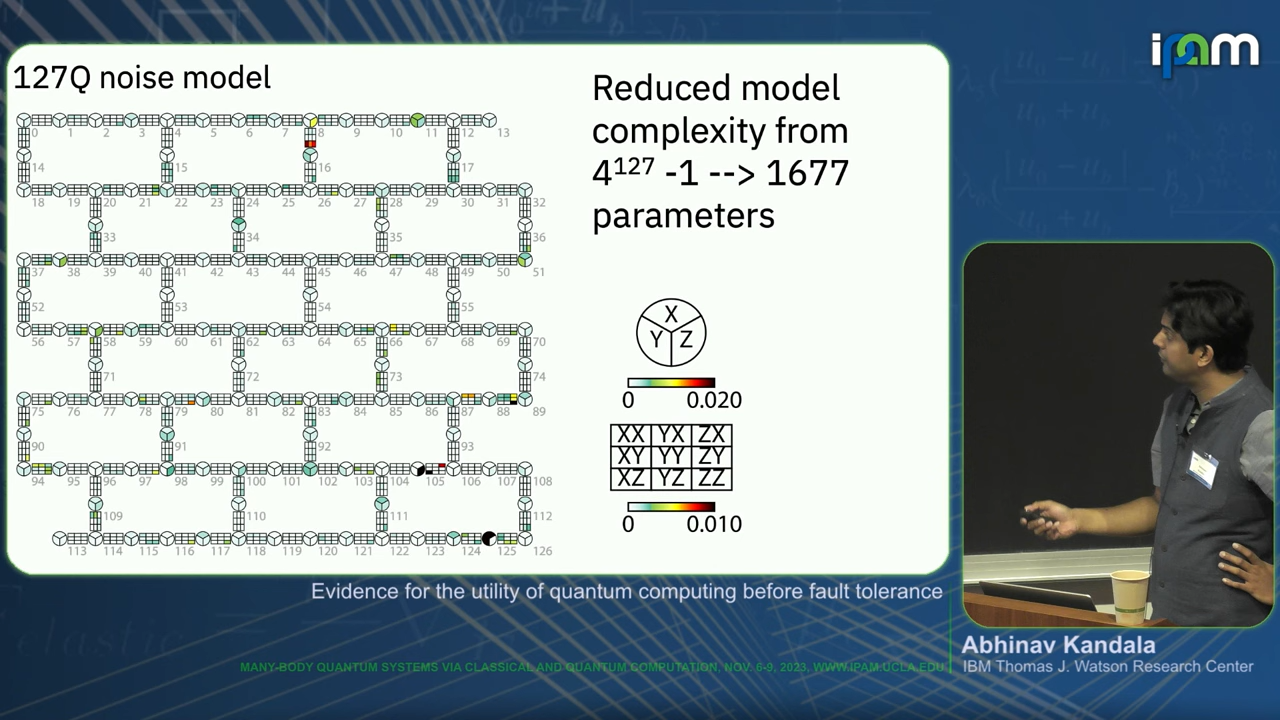 ipam
127Q noise model
Reduced model
complexity from
4¹²⁷ -1 --> 1677
parameters
0 1 2 3 4 5 6 7 8 9 10 11 12 13
14 15 16 17
18 19 20 21 22 23 24 25 26 27 28 29 30 31 32
33 34 35 36
37 38 39 40 41 42 43 44 45 46 47 48 49 50 51
52 53 54 55
56 57 58 59 60 61 62 63 64 65 66 67 68 69 70
71 72 73 74
75 76 77 78 79 80 81 82 83 84 85 86 87 88 89
90 91 92 93
94 95 96 97 98 99 100 101 102 103 104 105 106 107 108
109 110 111 112
113 114 115 116 117 118 119 120 121 122 123 124 125 126
X
Y Z
0 0.020
XX YX ZX
XY YY ZY
XZ YZ ZZ
0 0.010
Evidence for the utility of quantum computing before fault tolerance
Abhinav Kandala
IBM Thomas J. Watson Research Center
MANY-BODY QUANTUM SYSTEMS VIA CLASSICAL AND QUANTUM COMPUTATION, NOV. 6-9, 2023, WWW.IPAM.UCLA.EDU
elastic